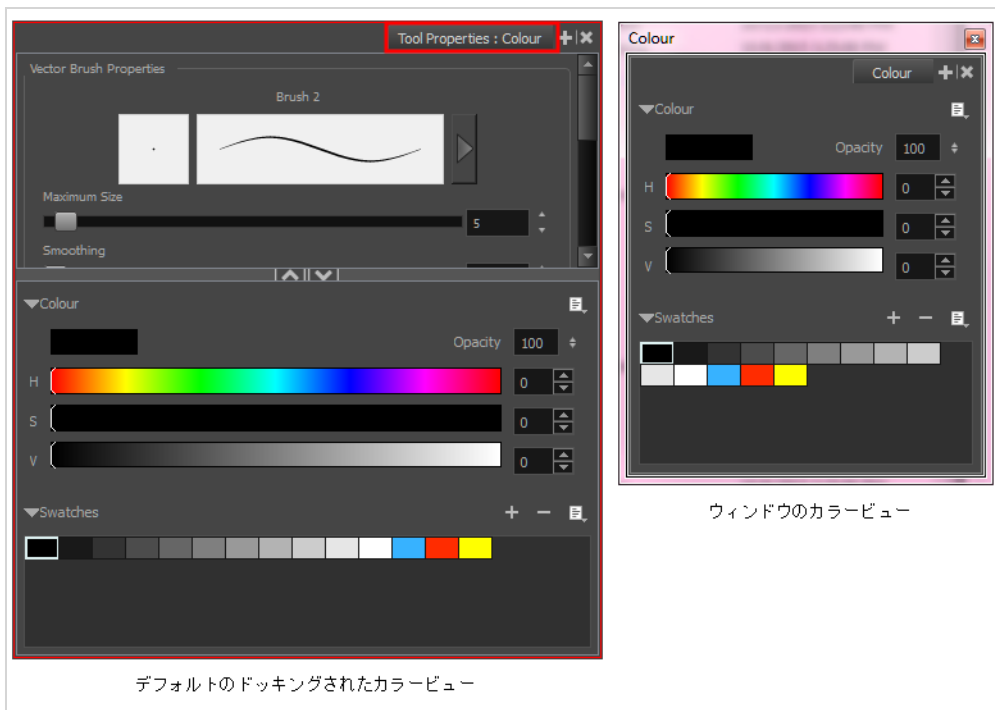 Tool Properties : Colour
Vector Brush Properties
Brush 2
Maximum Size
5
Smoothing
Colour
Opacity 100
H 0
S 0
V 0
Swatches
デフォルトのドッキングされたカラービュー
Colour
Colour
Colour
Opacity 100
H 0
S 0
V 0
Swatches
ウィンドウのカラービュー